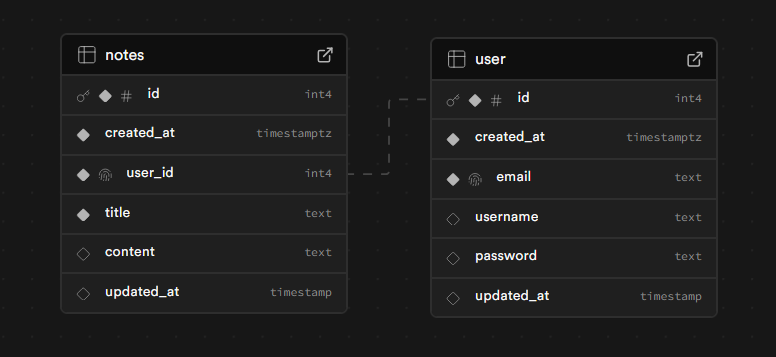 notes
id int4
created_at timestamptz
user_id int4
title text
content text
updated_at timestamp
user
id int4
created_at timestamptz
email text
username text
password text
updated_at timestamp